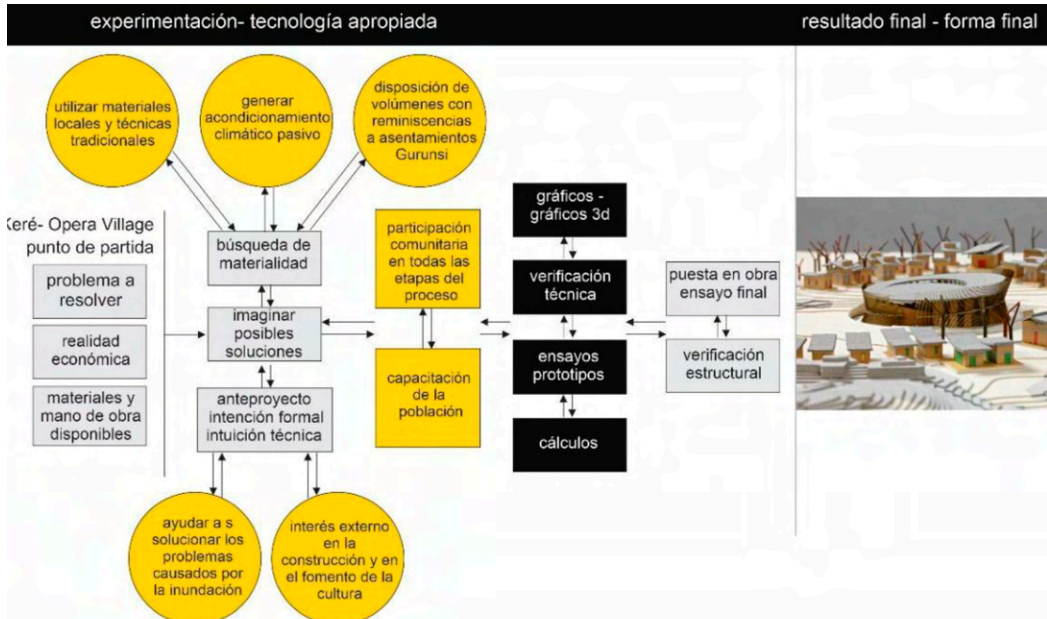 experimentación- tecnología apropiada
resultado final - forma final
utilizar materiales
locales y técnicas
tradicionales
generar
acondicionamiento
climático pasivo
disposición de
volúmenes con
reminiscencias
a asentamientos
Gurunsi
Keré- Opera Village
punto de partida
problema a
resolver
realidad
económica
materiales y
mano de obra
disponibles
búsqueda de
materialidad
imaginar
posibles
soluciones
anteproyecto
intención formal
intuición técnica
participación
comunitaria
en todas las
etapas del
proceso
capacitación
de la
población
gráficos -
gráficos 3d
verificación
técnica
ensayos
prototipos
cálculos
puesta en obra
ensayo final
verificación
estructural
ayudar a s
solucionar los
problemas
causados por
la inundación
interés externo
en la
construcción y en
el fomento de la
cultura